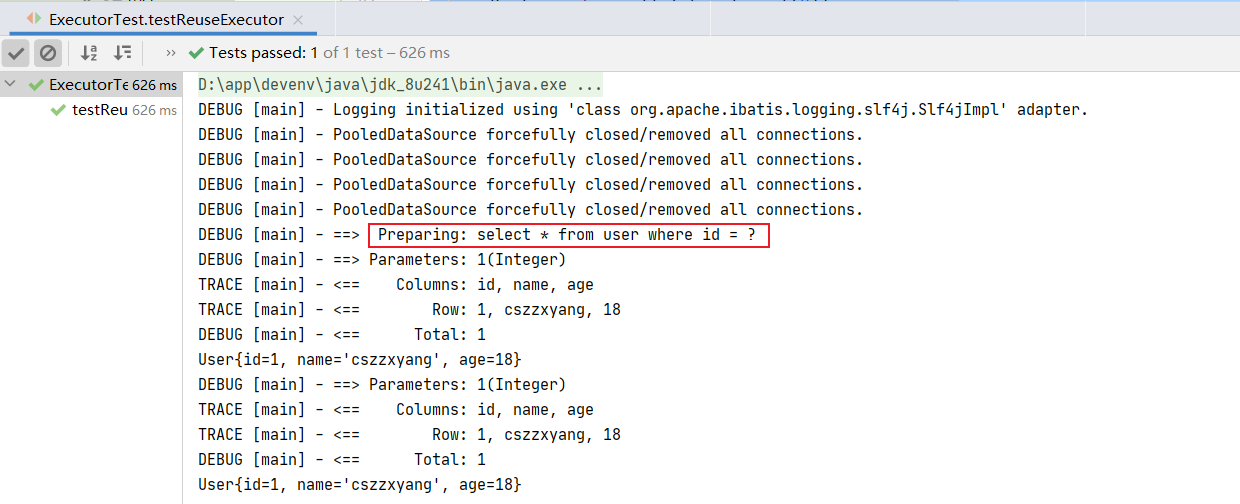 ExecutorTest.testReuseExecutor
Tests passed: 1 of 1 test – 626 ms
ExecutorTe 626 ms
testReu 626 ms
D:\app\devenv\java\jdk_8u241\bin\java.exe ...
DEBUG [main] - Logging initialized using 'class org.apache.ibatis.logging.slf4j.Slf4jImpl' adapter.
DEBUG [main] - PooledDataSource forcefully closed/removed all connections.
DEBUG [main] - PooledDataSource forcefully closed/removed all connections.
DEBUG [main] - PooledDataSource forcefully closed/removed all connections.
DEBUG [main] - PooledDataSource forcefully closed/removed all connections.
DEBUG [main] - ==>  Preparing: select * from user where id = ?
DEBUG [main] - ==> Parameters: 1(Integer)
TRACE [main] - <==    Columns: id, name, age
TRACE [main] - <==        Row: 1, cszzxyang, 18
DEBUG [main] - <==      Total: 1
User{id=1, name='cszzxyang', age=18}
DEBUG [main] - ==> Parameters: 1(Integer)
TRACE [main] - <==    Columns: id, name, age
TRACE [main] - <==        Row: 1, cszzxyang, 18
DEBUG [main] - <==      Total: 1
User{id=1, name='cszzxyang', age=18}